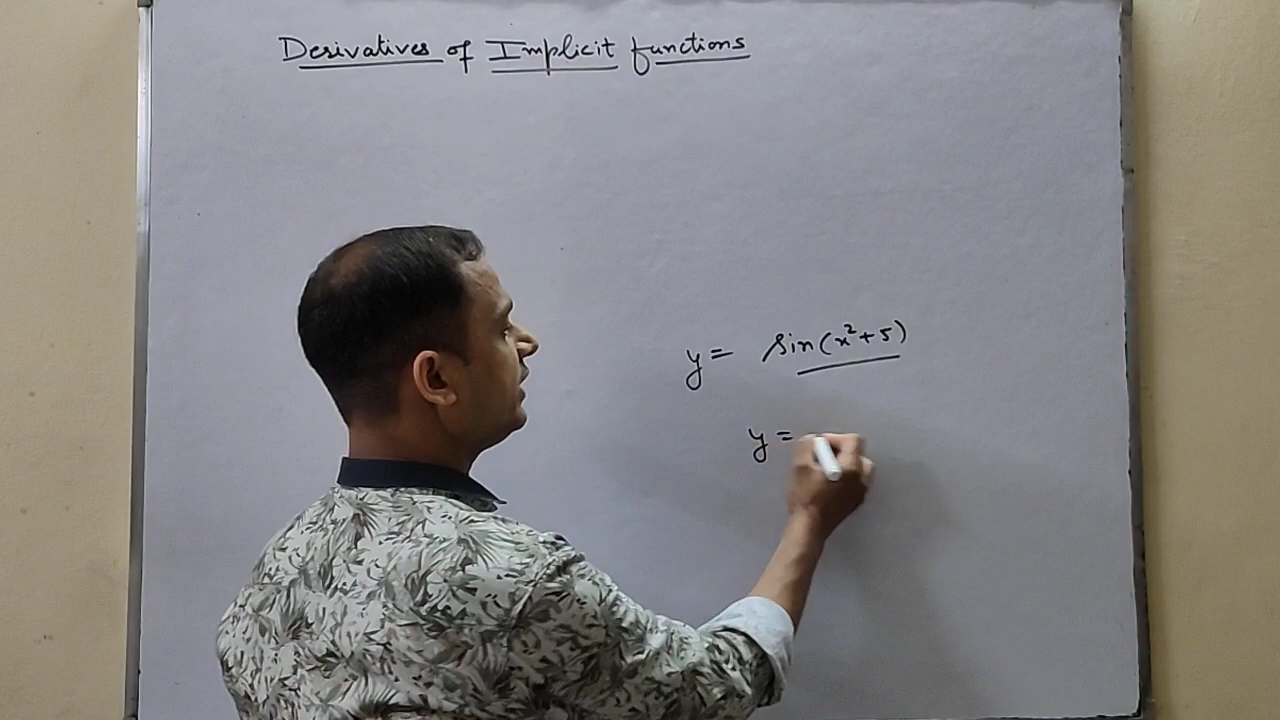 Derivatives of Implicit functions
y = sin(x²+5)
y =